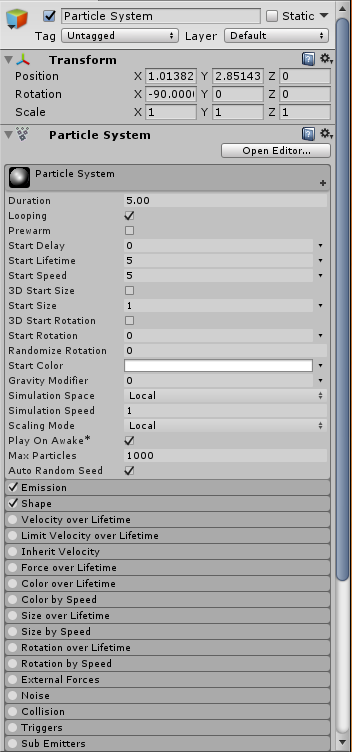 Particle System Static
Tag Untagged Layer Default
Transform
Position X 1.01382 Y 2.85143 Z 0
Rotation X -90.000 Y 0 Z 0
Scale X 1 Y 1 Z 1
Particle System
Open Editor...
Particle System
Duration 5.00
Looping
Prewarm
Start Delay 0
Start Lifetime 5
Start Speed 5
3D Start Size
Start Size 1
3D Start Rotation
Start Rotation 0
Randomize Rotation 0
Start Color
Gravity Modifier 0
Simulation Space Local
Simulation Speed 1
Scaling Mode Local
Play On Awake*
Max Particles 1000
Auto Random Seed
Emission
Shape
Velocity over Lifetime
Limit Velocity over Lifetime
Inherit Velocity
Force over Lifetime
Color over Lifetime
Color by Speed
Size over Lifetime
Size by Speed
Rotation over Lifetime
Rotation by Speed
External Forces
Noise
Collision
Triggers
Sub Emitters